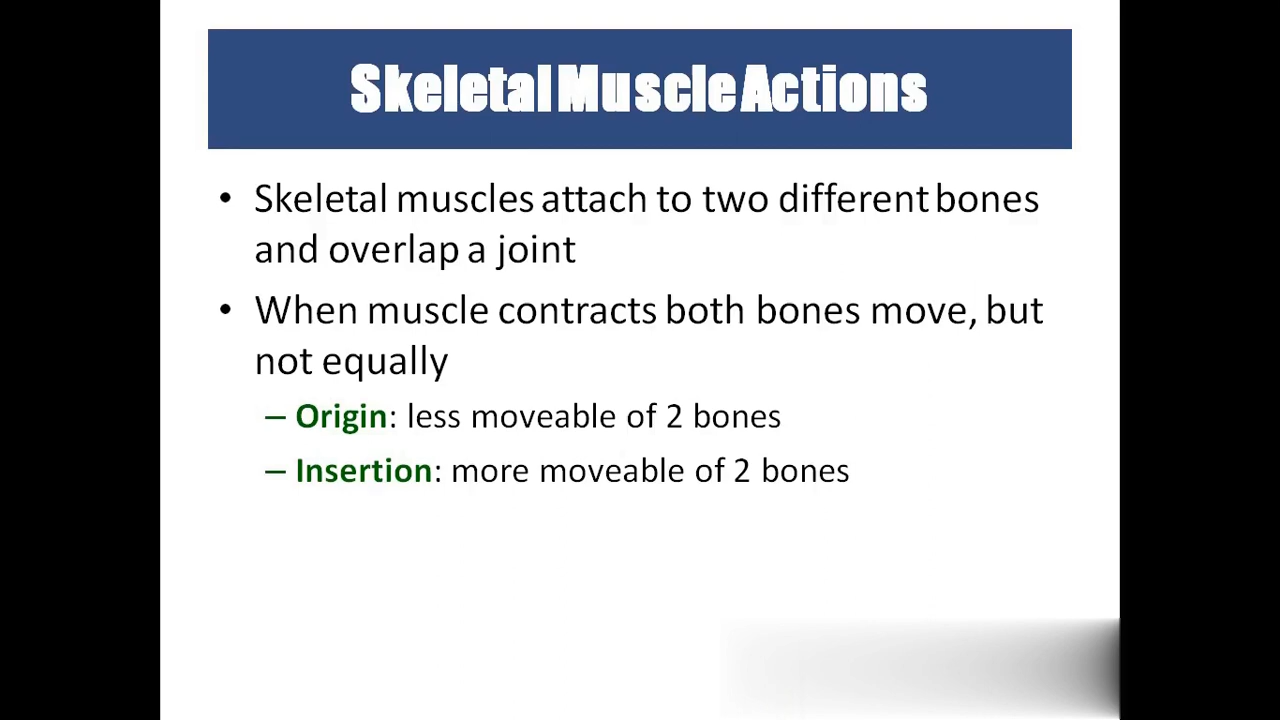 Skeletal Muscle Actions
• Skeletal muscles attach to two different bones
and overlap a joint
• When muscle contracts both bones move, but
not equally
– Origin: less moveable of 2 bones
– Insertion: more moveable of 2 bones